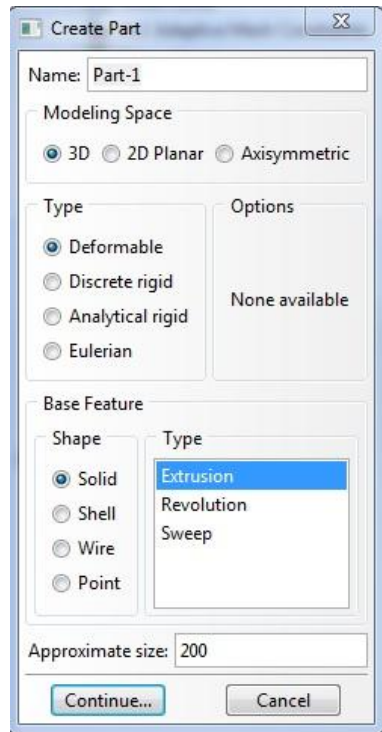 Create Part
Name: Part-1
Modeling Space
3D 2D Planar Axisymmetric
Type
Deformable
Discrete rigid
Analytical rigid
Eulerian
Options
None available
Base Feature
Shape
Solid
Shell
Wire
Point
Type
Extrusion
Revolution
Sweep
Approximate size: 200
Continue... Cancel